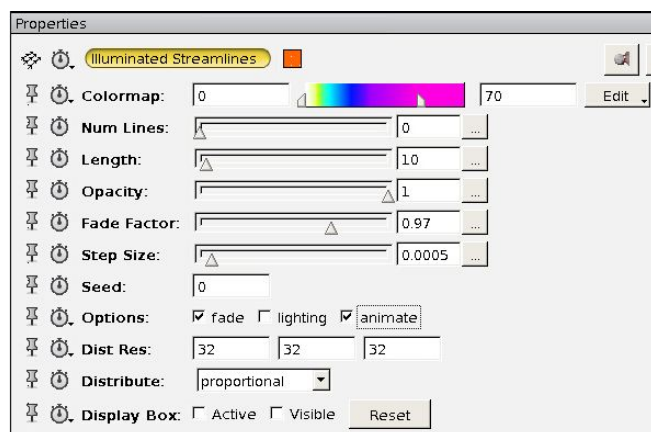 Properties
Illuminated Streamlines
Colormap: 0 70 Edit
Num Lines: 0 ...
Length: 10 ...
Opacity: 1 ...
Fade Factor: 0.97 ...
Step Size: 0.0005 ...
Seed: 0
Options: fade lighting animate
Dist Res: 32 32 32
Distribute: proportional
Display Box: Active Visible Reset